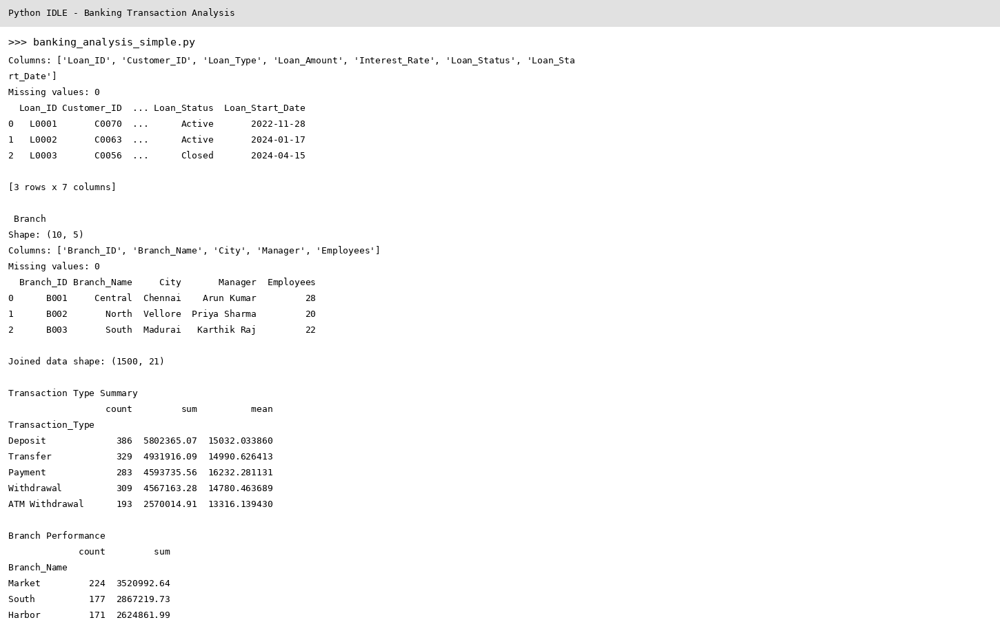 Python IDLE - Banking Transaction Analysis
>>> banking_analysis_simple.py
Columns: ['Loan_ID', 'Customer_ID', 'Loan_Type', 'Loan_Amount', 'Interest_Rate', 'Loan_Status', 'Loan_Sta
rt_Date']
Missing values: 0
  Loan_ID Customer_ID  ... Loan_Status  Loan_Start_Date
0   L0001       C0070  ...      Active       2022-11-28
1   L0002       C0063  ...      Active       2024-01-17
2   L0003       C0056  ...      Closed       2024-04-15
[3 rows x 7 columns]
 Branch
Shape: (10, 5)
Columns: ['Branch_ID', 'Branch_Name', 'City', 'Manager', 'Employees']
Missing values: 0
  Branch_ID Branch_Name     City       Manager  Employees
0      B001     Central  Chennai    Arun Kumar         28
1      B002       North  Vellore  Priya Sharma         20
2      B003       South  Madurai   Karthik Raj         22
Joined data shape: (1500, 21)
Transaction Type Summary
                  count         sum          mean
Transaction_Type
Deposit             386  5802365.07  15032.033860
Transfer            329  4931916.09  14990.626413
Payment             283  4593735.56  16232.281131
Withdrawal          309  4567163.28  14780.463689
ATM Withdrawal      193  2570014.91  13316.139430
Branch Performance
             count         sum
Branch_Name
Market         224  3520992.64
South          177  2867219.73
Harbor         171  2624861.99